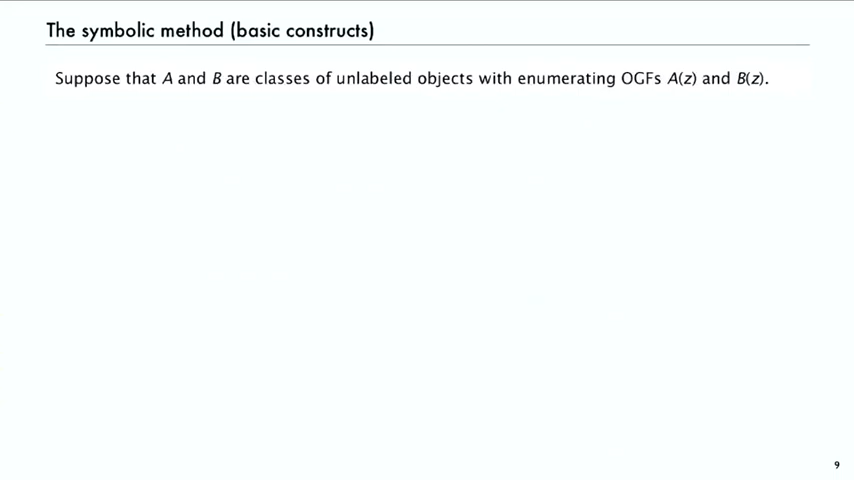 The symbolic method (basic constructs)
Suppose that A and B are classes of unlabeled objects with enumerating OGFs A(z) and B(z).
9